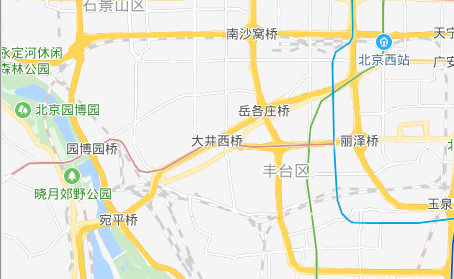 石景山区
南沙窝桥
天宁
永定河休闲
森林公园
北京西站
广安
北京园博园
岳各庄桥
园博园桥
大井西桥
丽泽桥
丰台区
晓月郊野公园
玉泉
宛平桥